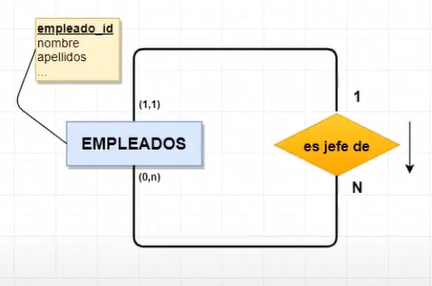 empleado_id
nombre
apellidos
...
(1,1)
1
EMPLEADOS
es jefe de
(0,n)
N